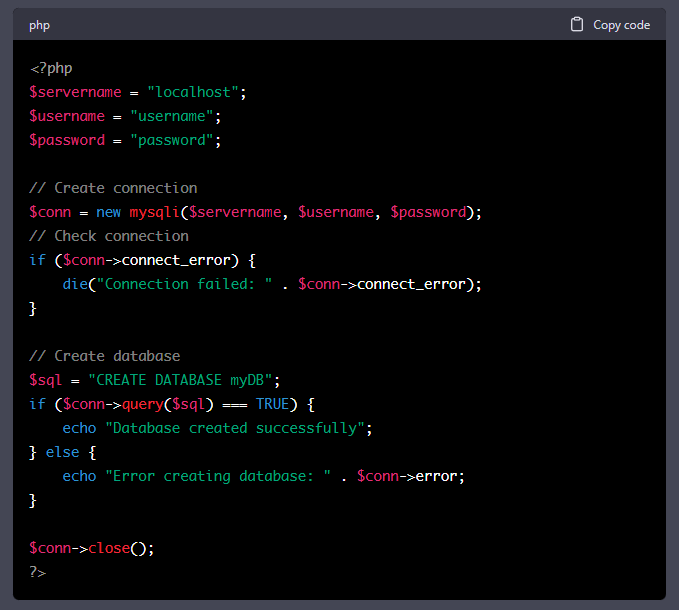 php
Copy code
<?php
$servername = "localhost";
$username = "username";
$password = "password";
// Create connection
$conn = new mysqli($servername, $username, $password);
// Check connection
if ($conn->connect_error) {
    die("Connection failed: " . $conn->connect_error);
}
// Create database
$sql = "CREATE DATABASE myDB";
if ($conn->query($sql) === TRUE) {
    echo "Database created successfully";
} else {
    echo "Error creating database: " . $conn->error;
}
$conn->close();
?>